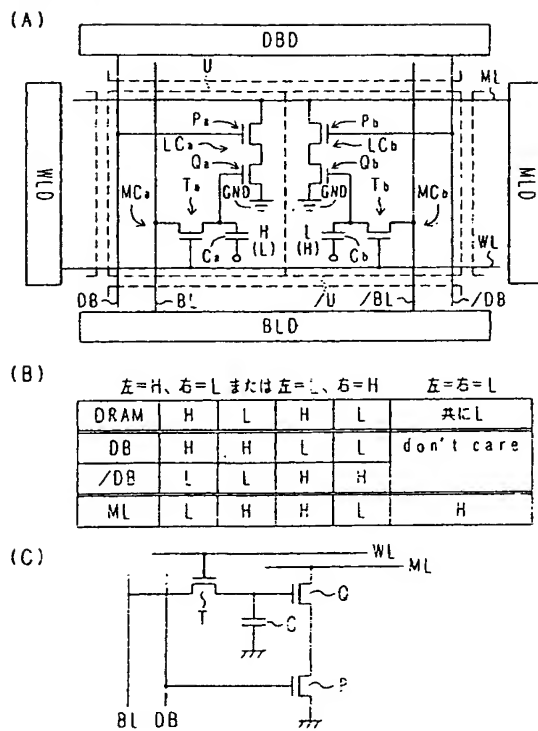 (A)
DBD
U
ML
Pa
Pb
LCa
LCb
Qa
Qb
WLD
MLD
Ta
GND
GND
Tb
MCa
MCb
H
(L)
L
(H)
Ca
Cb
WL
DB
BL
/U
/BL
/DB
BLD
(B)
左=H、右=L または 左=L、右=H 左=右=L
DRAM H L H L 共にL
DB H H L L don't care
/DB L L H H
ML L H H L H
(C)
WL
ML
Q
T
C
P
BL DB